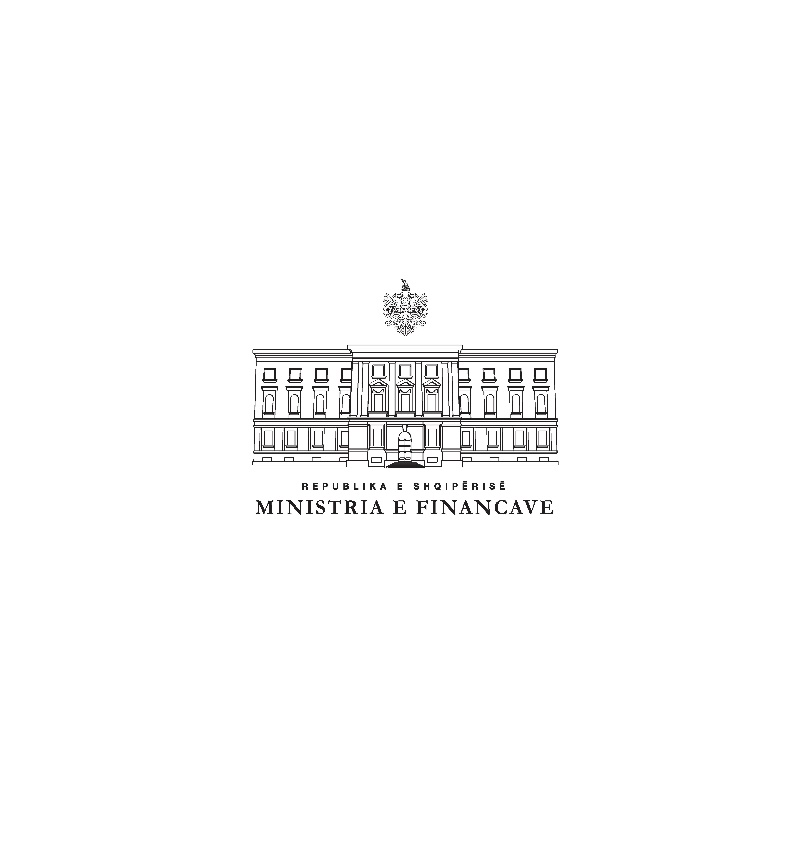 REPUBLIKA E SHQIPËRISË
MINISTRIA E FINANCAVE